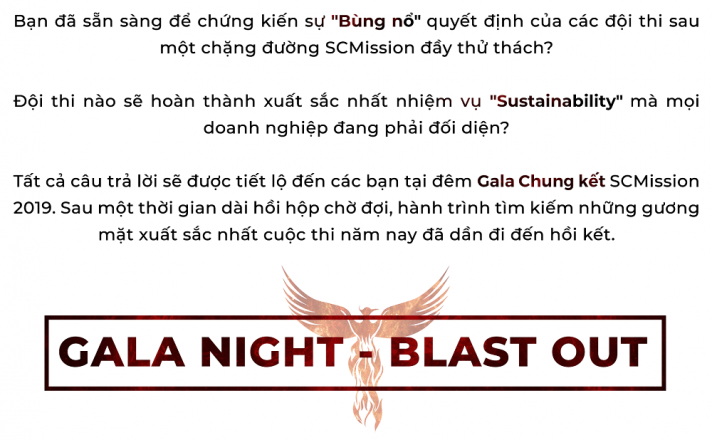 Bạn đã sẵn sàng để chứng kiến sự "Bùng nổ" quyết định của các đội thi sau
một chặng đường SCMission đầy thử thách?
Đội thi nào sẽ hoàn thành xuất sắc nhất nhiệm vụ "Sustainability" mà mọi
doanh nghiệp đang phải đối diện?
Tất cả câu trả lời sẽ được tiết lộ đến các bạn tại đêm Gala Chung kết SCMission
2019. Sau một thời gian dài hồi hộp chờ đợi, hành trình tìm kiếm những gương
mặt xuất sắc nhất cuộc thi năm nay đã dần đi đến hồi kết.
GALA NIGHT - BLAST OUT